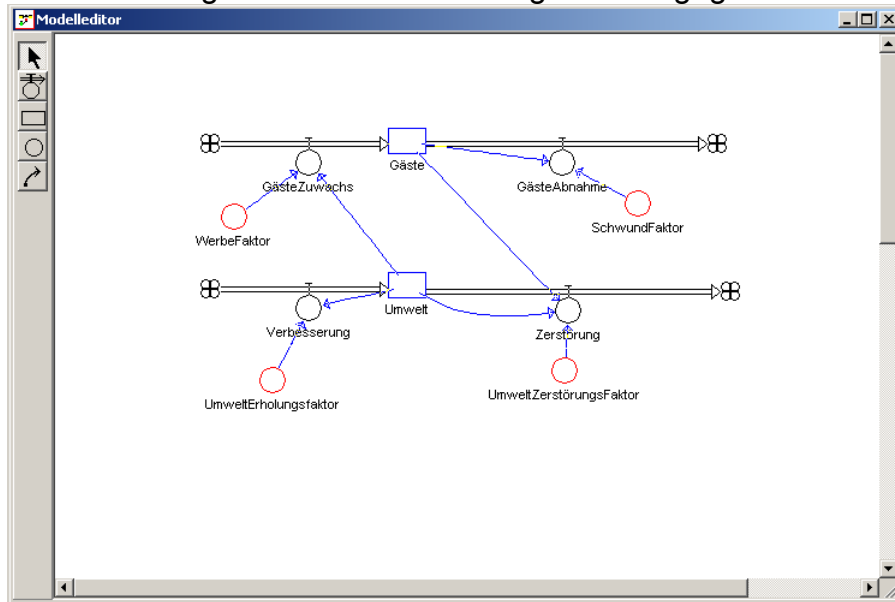 Modelleditor
Gäste
GästeZuwachs
GästeAbnahme
WerbeFaktor
SchwundFaktor
Umwelt
Verbesserung
Zerstörung
UmweltErholungsfaktor
UmweltZerstörungsFaktor